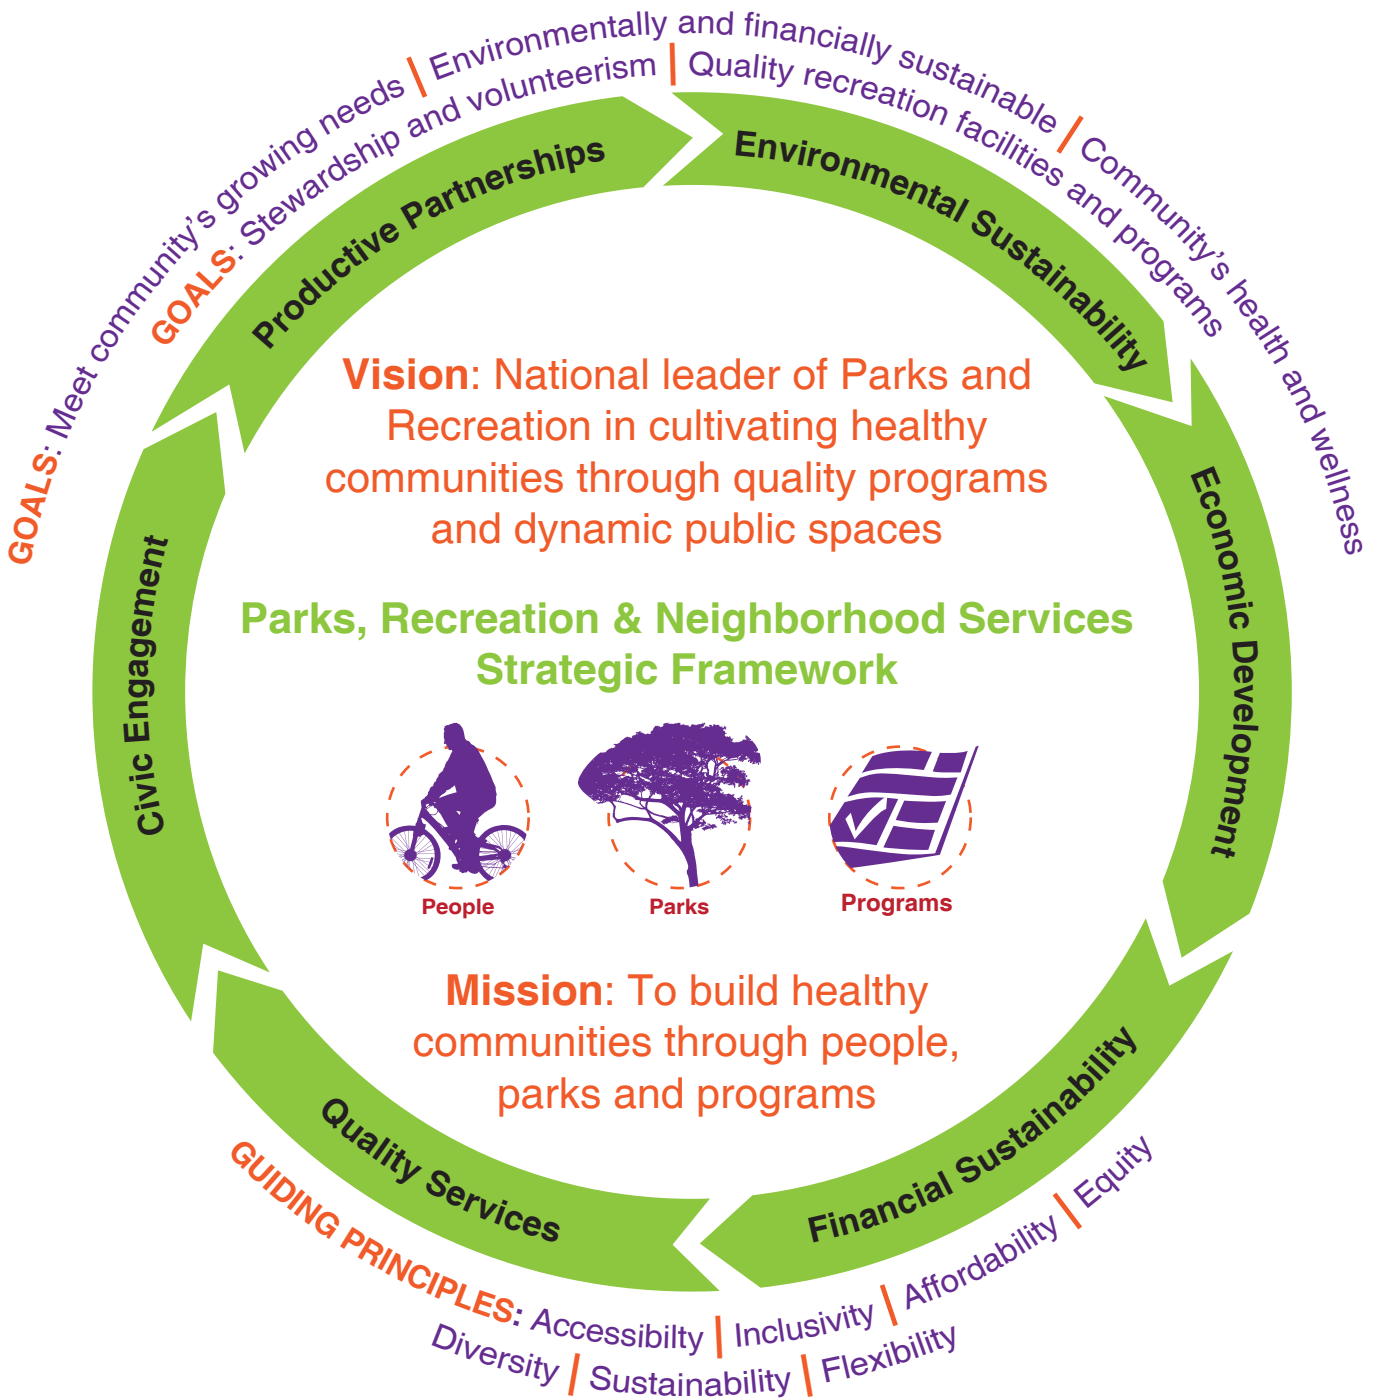 GOALS: Meet community's growing needs | Environmentally and financially sustainable | Community's health and wellness
GOALS: Stewardship and volunteerism | Quality recreation facilities and programs
Productive Partnerships
Environmental Sustainability
Economic Development
Financial Sustainability
Quality Services
Civic Engagement
Vision: National leader of Parks and
Recreation in cultivating healthy
communities through quality programs
and dynamic public spaces
Parks, Recreation & Neighborhood Services
Strategic Framework
People
Parks
Programs
Mission: To build healthy
communities through people,
parks and programs
GUIDING PRINCIPLES: Accessibilty | Inclusivity | Affordability | Equity
Diversity | Sustainability | Flexibility